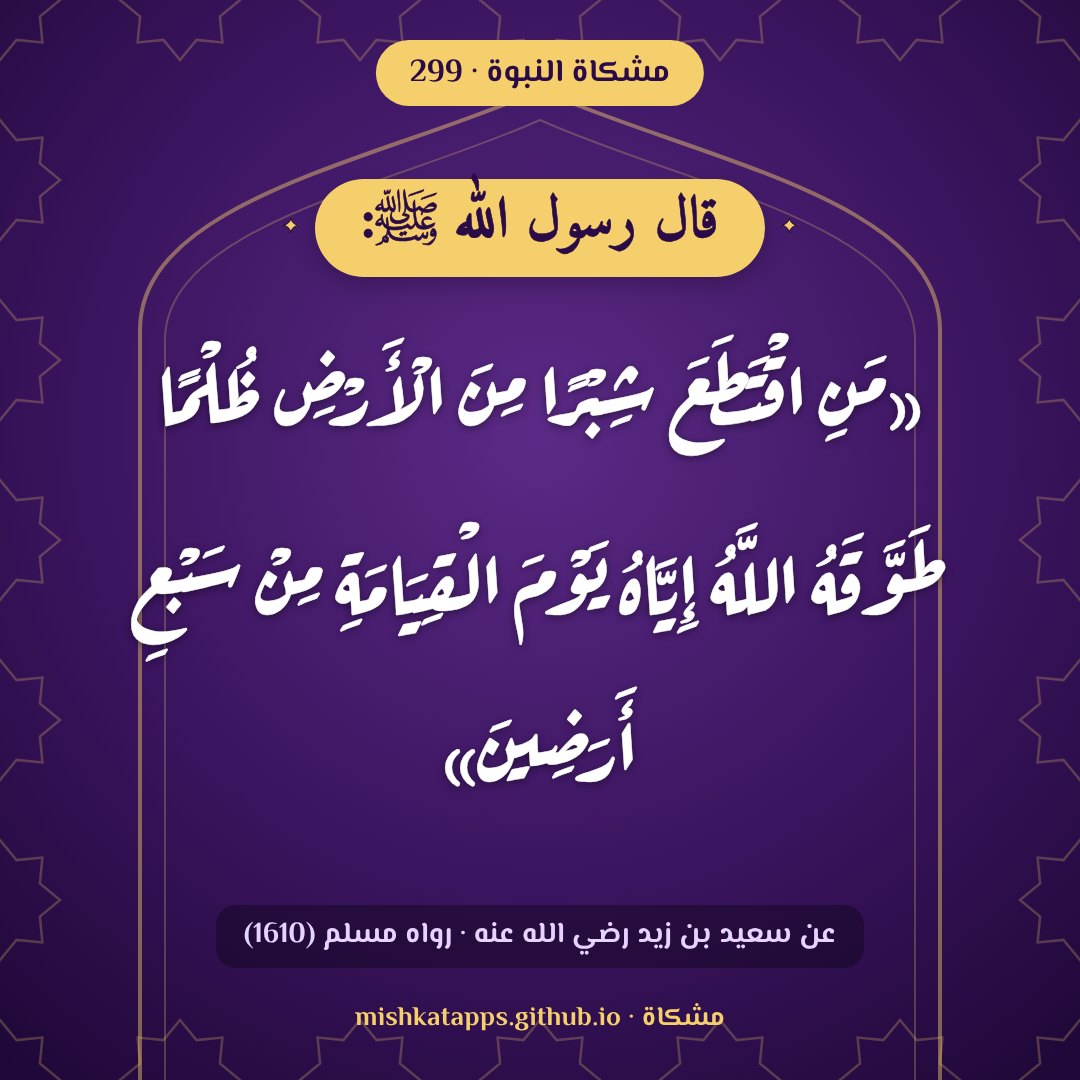 مشكاة النبوة · 299
قال رسول الله ﷺ:
«مَنِ اقْتَطَعَ شِبْرًا مِنَ الْأَرْضِ ظُلْمًا
طَوَّقَهُ اللَّهُ إِيَّاهُ يَوْمَ الْقِيَامَةِ مِنْ سَبْعِ
أَرَضِينَ»
عن سعيد بن زيد رضي الله عنه · رواه مسلم (1610)
مشكاة · mishkatapps.github.io